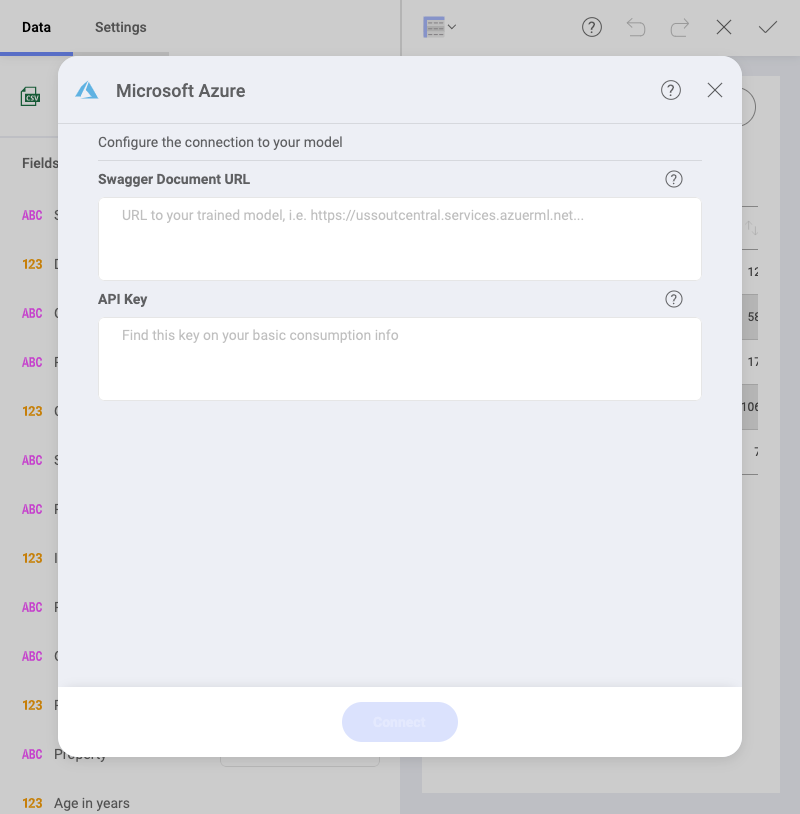 Data
Settings
CSV
Microsoft Azure
Configure the connection to your model
Swagger Document URL
URL to your trained model, i.e. https://ussoutcentral.services.azuerml.net...
API Key
Find this key on your basic consumption info
Connect
Fields
ABC
123
ABC
ABC
123
ABC
ABC
123
ABC
ABC
123
ABC Property
123 Age in years
12
58
17
106
7